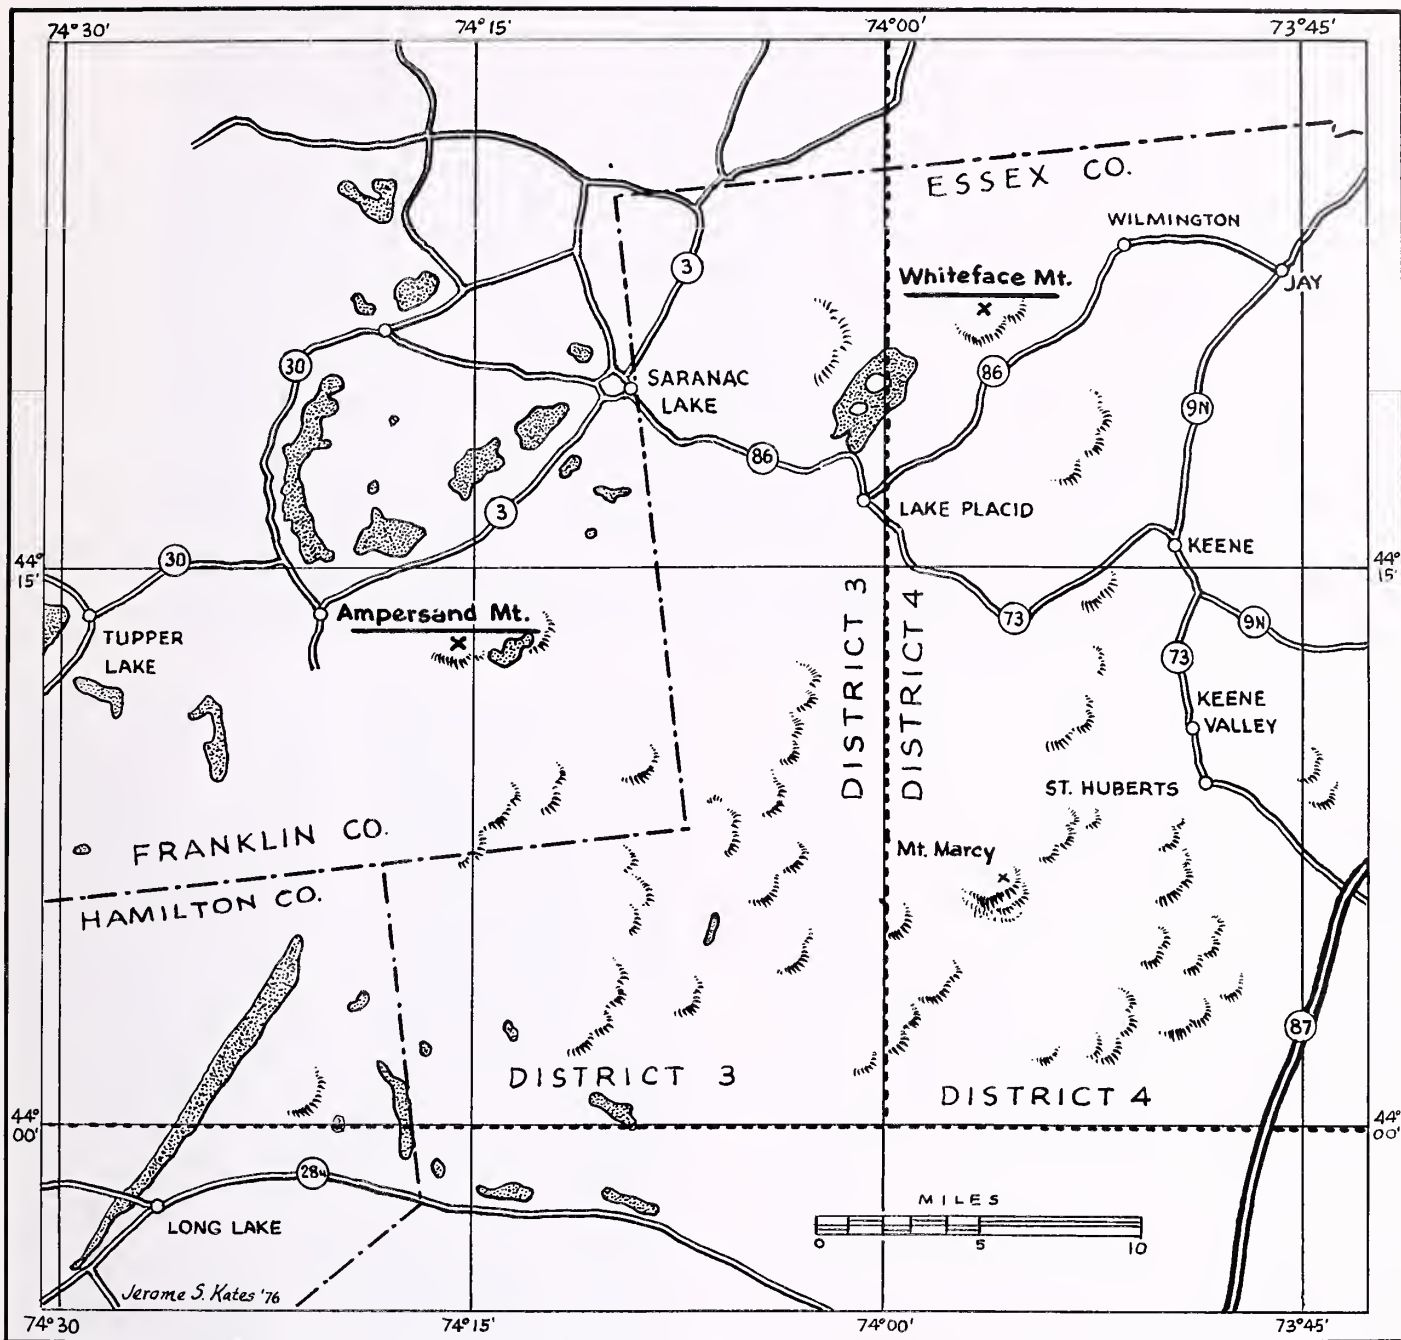 74°30' 74°15' 74°00' 73°45'
ESSEX CO.
WILMINGTON
3
Whiteface Mt.
JAY
30
86
SARANAC
LAKE
9N
86
LAKE PLACID
3
KEENE
30
44°
15'
44°
15'
Ampersand Mt.
73
9N
TUPPER
LAKE
DISTRICT 3
DISTRICT 4
73
KEENE
VALLEY
ST. HUBERTS
FRANKLIN CO.
Mt. Marcy
HAMILTON CO.
87
DISTRICT 3
DISTRICT 4
44°
00'
44°
00'
28N
MILES
LONG LAKE
0 5 10
Jerome S. Kates '76
74°30' 74°15' 74°00' 73°45'